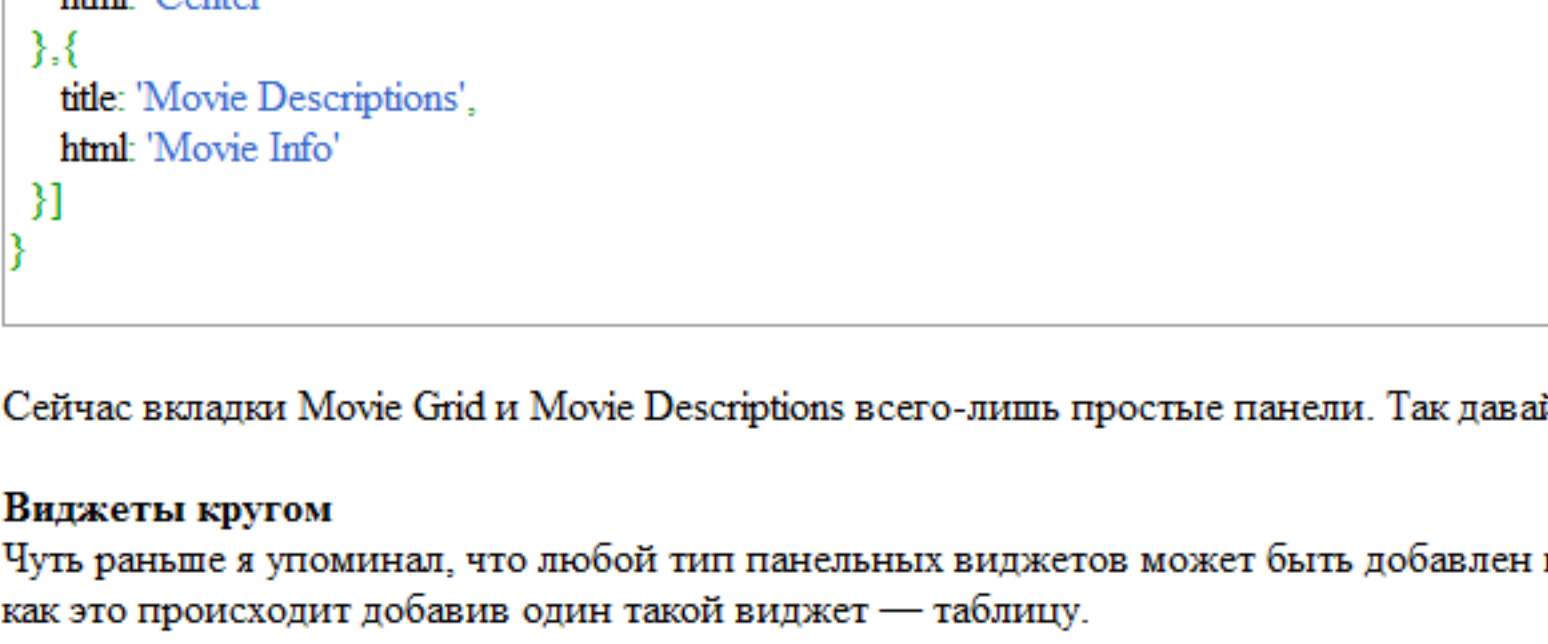 html: 'Center'
},{
title: 'Movie Descriptions',
html: 'Movie Info'
}]
}
Сейчас вкладки Movie Grid и Movie Descriptions всего-лишь простые панели. Так
Виджеты кругом
Чуть раньше я упоминал, что любой тип панельных виджетов может быть добавлен
как это происходит добавив один такой виджет — таблицу.